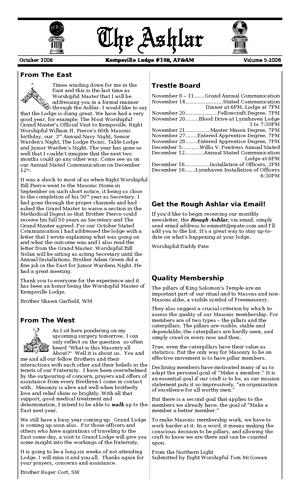 The Ashlar
October 2006 Kempsville Lodge #196, AF&AM Volume 5-2006
From The East
Times sending down for me in the
East and this is the last time as
Worshipful Master that I will be
addressing you in a formal manner
through the Ashlar. I would like to say
that the Lodge is doing great. We have had a very
good year, for example, The Most Worshipful
Grand Master's Official Visit to Kempsville, Right
Worshipful William H. Pierce's 60th Masonic
birthday, our 3rd Annual Navy Night, Senior
Warden's Night, The Lodge Picnic, Table Lodge
and Junior Warden's Night. The year has gone so
well that I couldn't imagine that the next two
months could go any other way. Come see us on
our Annual Stated Communication on December
12th.
It was a shock to most of us when Right Worshipful
Bill Pierce went to the Masonic Home in
September on such short notice, it being so close
to the completion of his 50th year as Secretary. I
had gone through the proper channels and had
asked the Grand Master to waive a section in the
Methodical Digest so that Brother Pierce could
receive his full 50 years as Secretary and The
Grand Master agreed. For our October Stated
Communication I had addressed the lodge with a
letter that I wrote explaining what was going on
and what the outcome was and I also read the
letter from the Grand Master. Worshipful Bill
Nolan will be sitting as acting Secretary until the
Annual Installations. Brother Adam Green did a
fine job in the East for Junior Wardens Night. He
had a great meeting.
Thank you to everyone for the experience and it
has been an honor being the Worshipful Master of
Kempsville Lodge.
Brother Shawn Garfield, WM
From The West
As I sit here pondering on my
upcoming surgery tomorrow, I can
only reflect on the question so often
heard "What is this Masonry all
About?" Well it is about us. You and
me and all our fellow Brothers and their
interactions with each other and their beliefs in the
hearts of our Fraternity. I have been overwhelmed
by the outpouring of concern, prayers and offers of
assistance from every Brethren I come in contact
with. Masonry is alive and well when brotherly
love and relief shine so brightly. With all that
support, good medical treatment and
determination, I intend to be able to walk up to the
East next year.
We still have a busy year coming up. Grand Lodge
is coming up soon also. For those officers and
others who have aspirations of traveling to the
East some day, a visit to Grand Lodge will give you
some insight into the workings of the fraternity.
It is going to be a long six weeks of not attending
Lodge. I will miss it and you all. Thanks again for
your prayers, concerns and assistance.
Brother Roger Cort, SW
Trestle Board
November 8 – 11 Grand Annual Communication
November 14 Stated Communication
Dinner at 6PM, Lodge at 7PM
November 20 Fellowcraft Degree, 7PM
November 20 Blood Drive at Lynnhaven Lodge
3 to 7:30PM
November 21 Master Mason Degree, 7PM
November 27 Entered Apprentice Degree, 7PM
November 28 Entered Apprentice Degree, 7PM
December 5 Willis V. Fentress Annual Stated
December 12 Annual Stated, Dinner at
Lodge at 6PM
December 16 Installation of Officers, 2PM
December 16 Lynnhaven Installation of Officers
6:30PM
Get the Rough Ashlar via Email!
If you'd like to begin receiving our monthly
newsletter, the Rough Ashlar, via email, simply
send email address to and I'll
add you to the list. It's a great way to stay up-to-
date on what's happening at your lodge.
Worshipful Buddy Pate
Quality Membership
The pillars of King Solomon's Temple are an
important part of our ritual and to Masons and non-
Masons alike, a visible symbol of Freemasonry.
They also suggest a crucial criterion by which to
assess the quality of our Masonic membership. For
members are of two types – the pillars and the
caterpillars. The pillars are visible, stable and
dependable; the caterpillars are hardly seen, and
simply crawl in every now and then.
True, even the caterpillars have their value as
statistics. But the only way for Masonry to be an
effective movement is to have pillar members.
Declining members have motivated many of us to
adopt the personal goal of "Make a member." It is
an essential goal if our craft is to be, as our mission
statement puts it so impressively, "an organization
of excellence for all worthy men."
But there is a second goal that applies to the
members we already have: the goal of "Make a
member a better member."
To make Masonic membership work, we have to
work harder at it. In a word, it means making the
conscious decision to be pillars, and allowing the
craft to know we are there and can be counted
upon.
From the Northern Light
Submitted by Right Worshipful Tom McGowan